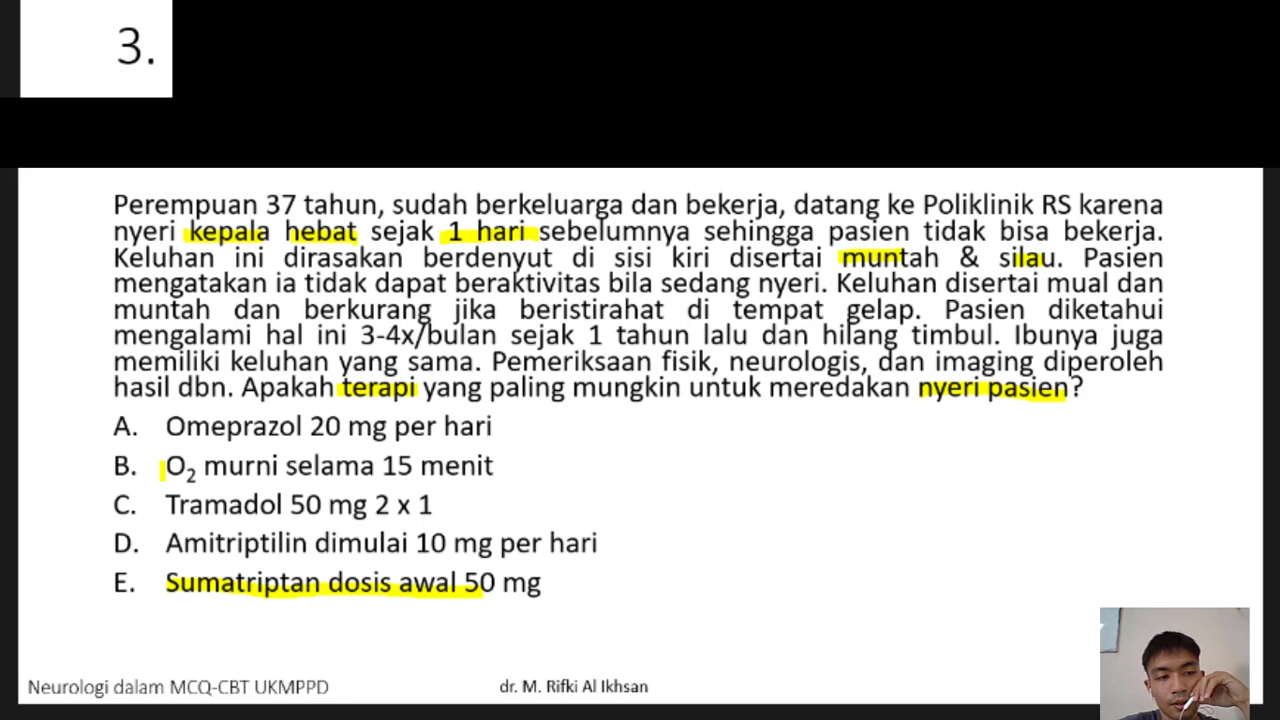 3.
Perempuan 37 tahun, sudah berkeluarga dan bekerja, datang ke Poliklinik RS karena
nyeri kepala hebat sejak 1 hari sebelumnya sehingga pasien tidak bisa bekerja.
Keluhan ini dirasakan berdenyut di sisi kiri disertai muntah & silau. Pasien
mengatakan ia tidak dapat beraktivitas bila sedang nyeri. Keluhan disertai mual dan
muntah dan berkurang jika beristirahat di tempat gelap. Pasien diketahui
mengalami hal ini 3-4x/bulan sejak 1 tahun lalu dan hilang timbul. Ibunya juga
memiliki keluhan yang sama. Pemeriksaan fisik, neurologis, dan imaging diperoleh
hasil dbn. Apakah terapi yang paling mungkin untuk meredakan nyeri pasien?
A. Omeprazol 20 mg per hari
B. O₂ murni selama 15 menit
C. Tramadol 50 mg 2 x 1
D. Amitriptilin dimulai 10 mg per hari
E. Sumatriptan dosis awal 50 mg
Neurologi dalam MCQ-CBT UKMPPD
dr. M. Rifki Al Ikhsan